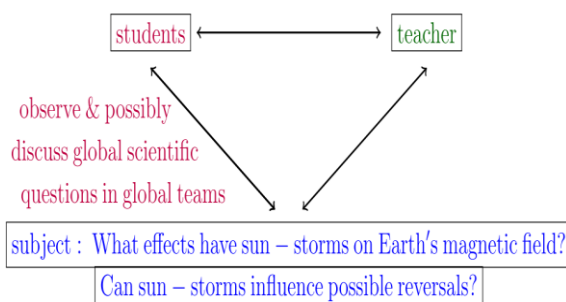 students
teacher
observe & possibly
discuss global scientific
questions in global teams
subject : What effects have sun – storms on Earth′s magnetic field?
Can sun – storms influence possible reversals?